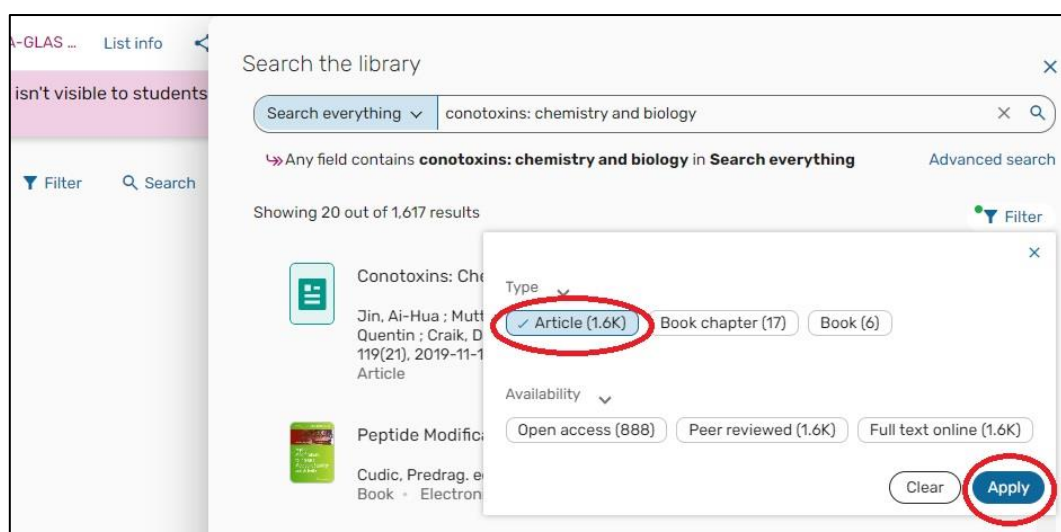 A-GLAS ... List info
isn't visible to students
Filter Search
Search the library
Search everything conotoxins: chemistry and biology
Any field contains conotoxins: chemistry and biology in Search everything Advanced search
Showing 20 out of 1,617 results Filter
Conotoxins: Che
Jin, Ai-Hua ; Mutt
Quentin ; Craik, D
119(21), 2019-11-1
Article
Type
✓ Article (1.6K) Book chapter (17) Book (6)
Availability
Open access (888) Peer reviewed (1.6K) Full text online (1.6K)
Clear Apply
Peptide Modifica
Cudic, Predrag. e
Book • Electron